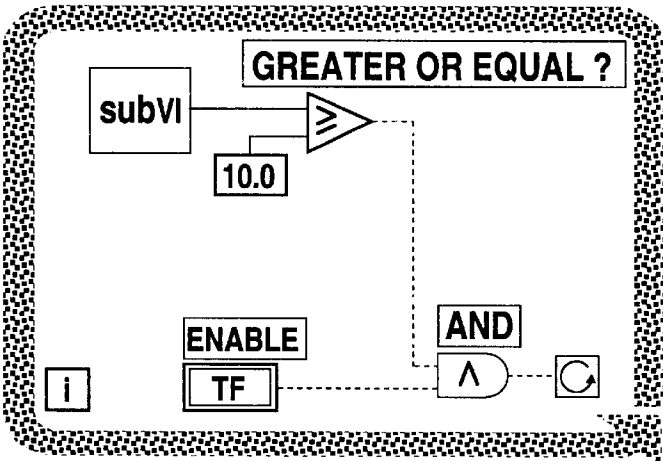 GREATER OR EQUAL ?
subVI
≥
10.0
ENABLE
AND
TF
∧
i